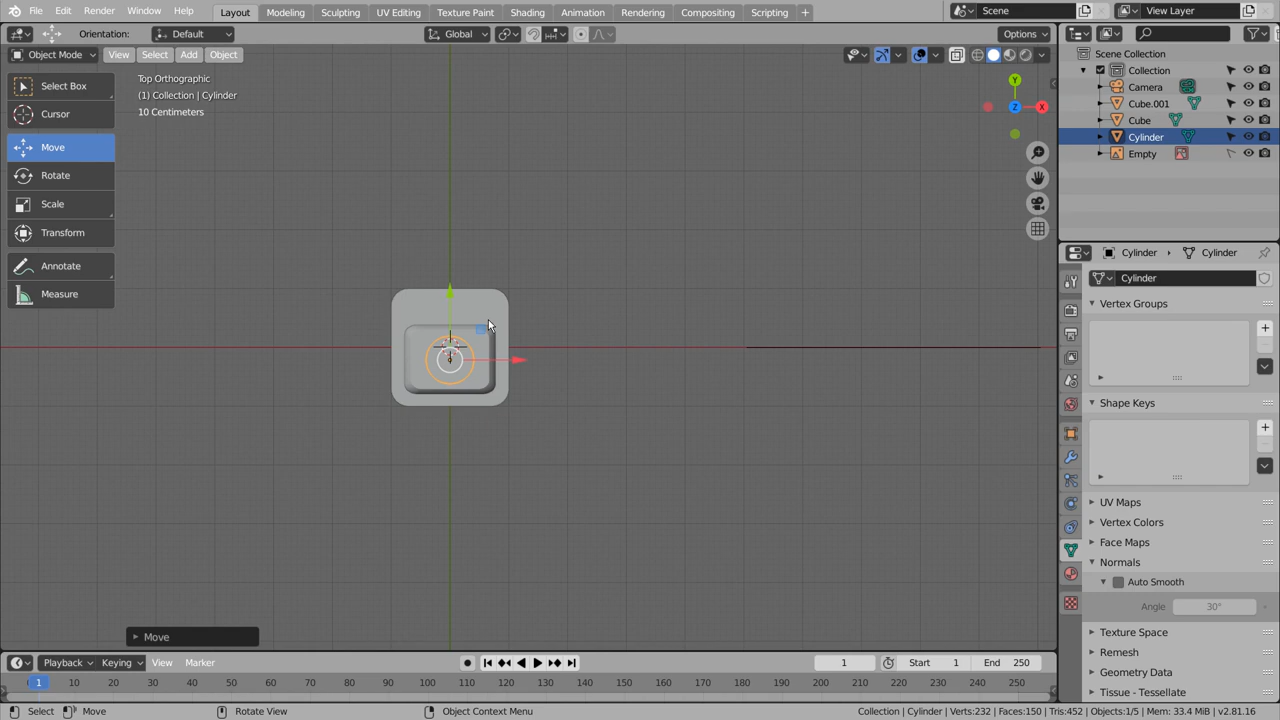 File Edit Render Window Help Layout Modeling Sculpting UV Editing Texture Paint Shading Animation Rendering Compositing Scripting + Scene View Layer
Orientation: Default Global Options
Object Mode View Select Add Object
Select Box
Cursor
Move
Rotate
Scale
Transform
Annotate
Measure
Top Orthographic
(1) Collection | Cylinder
10 Centimeters
Y
Z
X
Move
Scene Collection
Collection
Camera
Cube.001
Cube
Cylinder
Empty
Cylinder Cylinder
Cylinder
Vertex Groups
Shape Keys
UV Maps
Vertex Colors
Face Maps
Normals
Auto Smooth
Angle 30°
Texture Space
Remesh
Geometry Data
Tissue - Tessellate
Playback Keying View Marker 1 Start 1 End 250
1 10 20 30 40 50 60 70 80 90 100 110 120 130 140 150 160 170 180 190 200 210 220 230 240 250
Select Move Rotate View Object Context Menu Collection | Cylinder | Verts:232 | Faces:150 | Tris:452 | Objects:1/5 | Mem: 33.4 MiB | v2.81.16